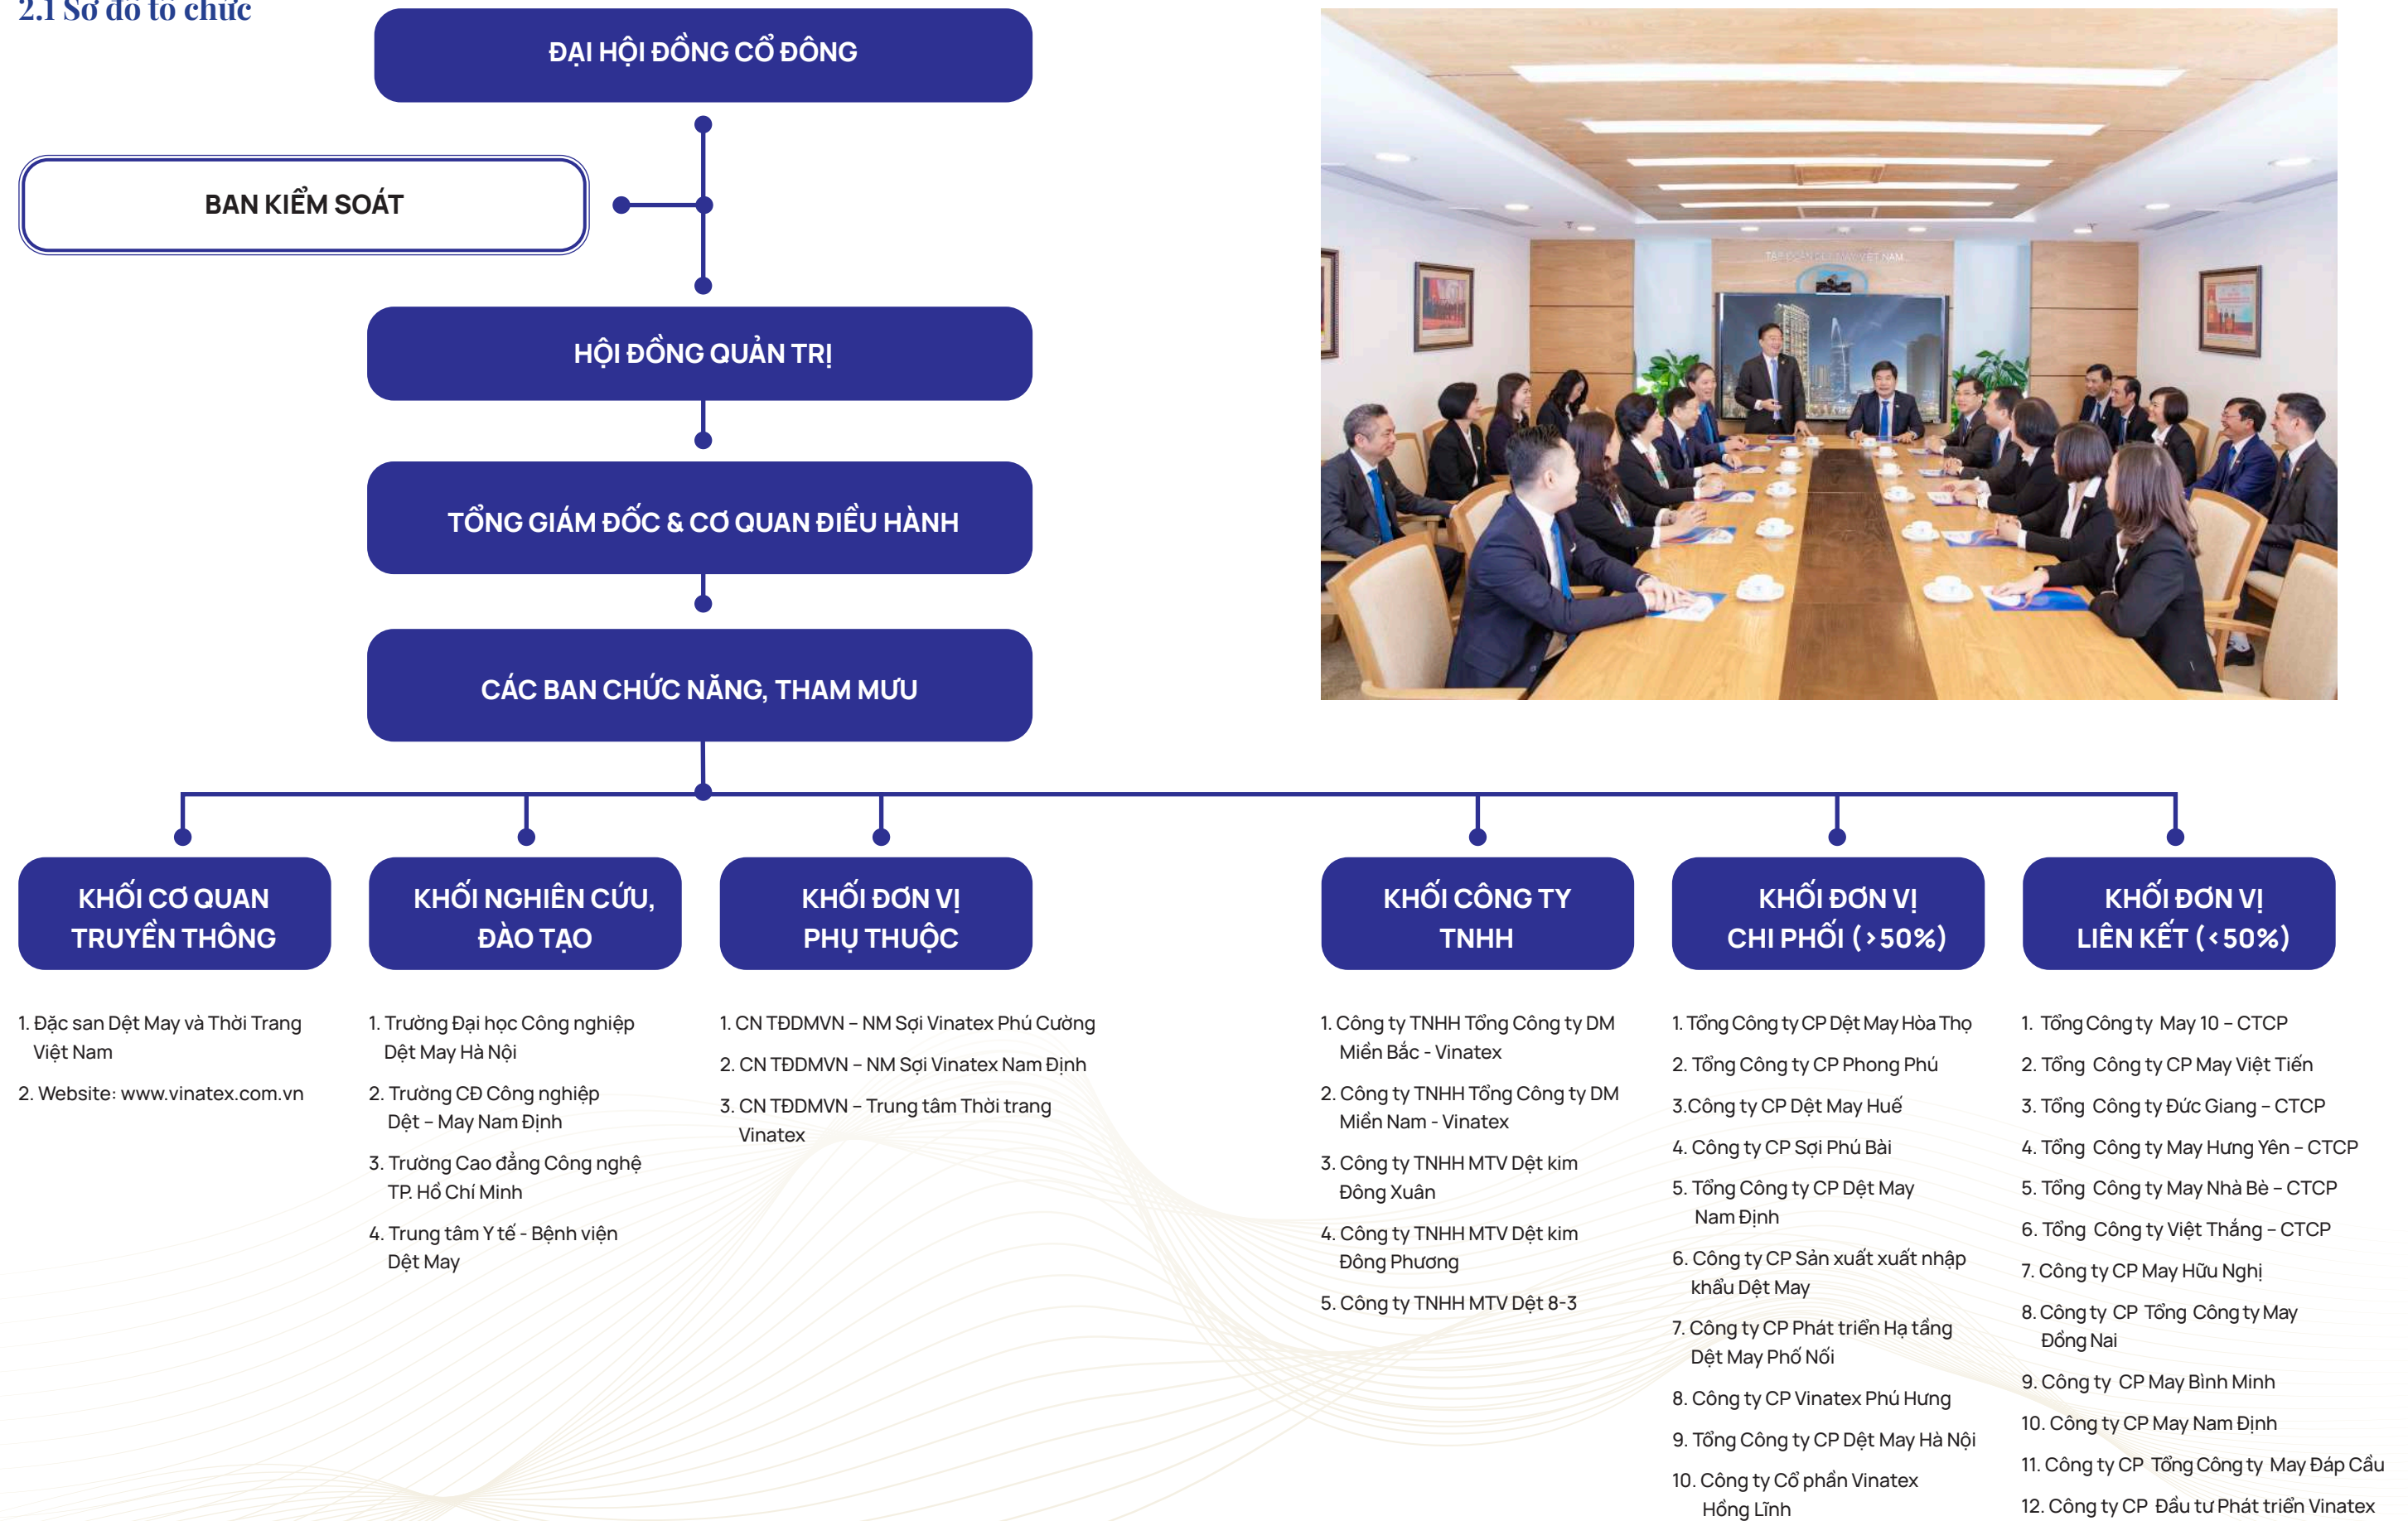 2.1 Sơ đồ tổ chức
ĐẠI HỘI ĐỒNG CỔ ĐÔNG
BAN KIỂM SOÁT
HỘI ĐỒNG QUẢN TRỊ
TỔNG GIÁM ĐỐC & CƠ QUAN ĐIỀU HÀNH
CÁC BAN CHỨC NĂNG, THAM MƯU
TẬP ĐOÀN DỆT MAY VIỆT NAM
KHỐI CƠ QUAN
TRUYỀN THÔNG
1. Đặc san Dệt May và Thời Trang
Việt Nam
2. Website: www.vinatex.com.vn
KHỐI NGHIÊN CỨU,
ĐÀO TẠO
1. Trường Đại học Công nghiệp
Dệt May Hà Nội
2. Trường CĐ Công nghiệp
Dệt – May Nam Định
3. Trường Cao đẳng Công nghệ
TP. Hồ Chí Minh
4. Trung tâm Y tế - Bệnh viện
Dệt May
KHỐI ĐƠN VỊ
PHỤ THUỘC
1. CN TĐDMVN – NM Sợi Vinatex Phú Cường
2. CN TĐDMVN – NM Sợi Vinatex Nam Định
3. CN TĐDMVN – Trung tâm Thời trang
Vinatex
KHỐI CÔNG TY
TNHH
1. Công ty TNHH Tổng Công ty DM
Miền Bắc - Vinatex
2. Công ty TNHH Tổng Công ty DM
Miền Nam - Vinatex
3. Công ty TNHH MTV Dệt kim
Đông Xuân
4. Công ty TNHH MTV Dệt kim
Đông Phương
5. Công ty TNHH MTV Dệt 8-3
KHỐI ĐƠN VỊ
CHI PHỐI (>50%)
1. Tổng Công ty CP Dệt May Hòa Thọ
2. Tổng Công ty CP Phong Phú
3.Công ty CP Dệt May Huế
4. Công ty CP Sợi Phú Bài
5. Tổng Công ty CP Dệt May
Nam Định
6. Công ty CP Sản xuất xuất nhập
khẩu Dệt May
7. Công ty CP Phát triển Hạ tầng
Dệt May Phố Nối
8. Công ty CP Vinatex Phú Hưng
9. Tổng Công ty CP Dệt May Hà Nội
10. Công ty Cổ phần Vinatex
Hồng Lĩnh
KHỐI ĐƠN VỊ
LIÊN KẾT (<50%)
1. Tổng Công ty May 10 – CTCP
2. Tổng Công ty CP May Việt Tiến
3. Tổng Công ty Đức Giang – CTCP
4. Tổng Công ty May Hưng Yên – CTCP
5. Tổng Công ty May Nhà Bè – CTCP
6. Tổng Công ty Việt Thắng – CTCP
7. Công ty CP May Hữu Nghị
8. Công ty CP Tổng Công ty May
Đồng Nai
9. Công ty CP May Bình Minh
10. Công ty CP May Nam Định
11. Công ty CP Tổng Công ty May Đáp Cầu
12. Công ty CP Đầu tư Phát triển Vinatex